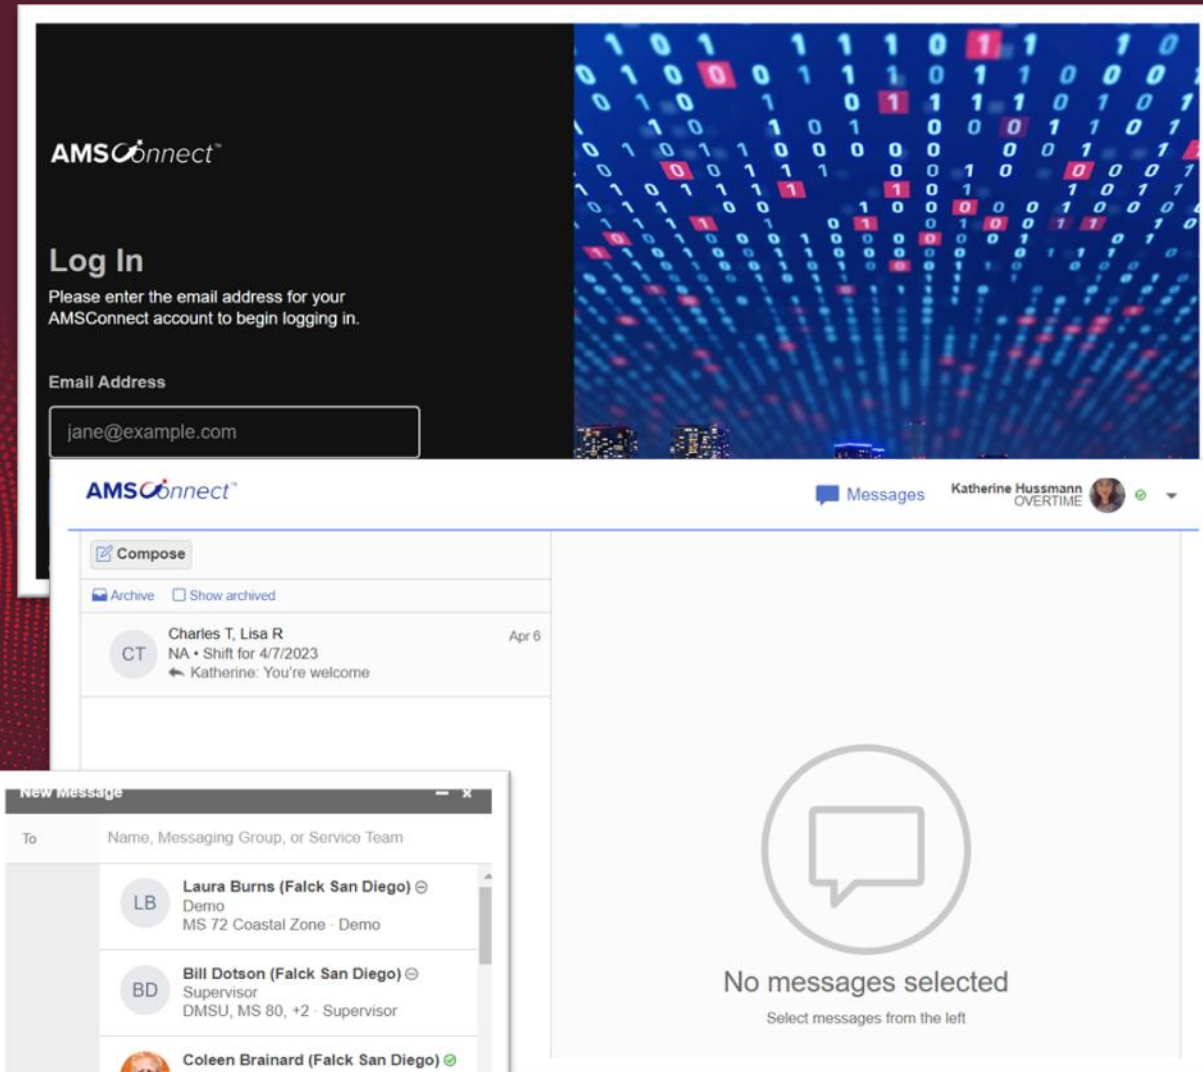 AMSConnect™
Log In
Please enter the email address for your
AMSConnect account to begin logging in.
Email Address
jane@example.com
AMSConnect™
Messages
Katherine Hussmann
OVERTIME
Compose
Archive
Show archived
CT
Charles T, Lisa R
Apr 6
NA • Shift for 4/7/2023
Katherine: You're welcome
No messages selected
Select messages from the left
New Message
To
Name, Messaging Group, or Service Team
LB
Laura Burns (Falck San Diego)
Demo
MS 72 Coastal Zone · Demo
BD
Bill Dotson (Falck San Diego)
Supervisor
DMSU, MS 80, +2 · Supervisor
Coleen Brainard (Falck San Diego)